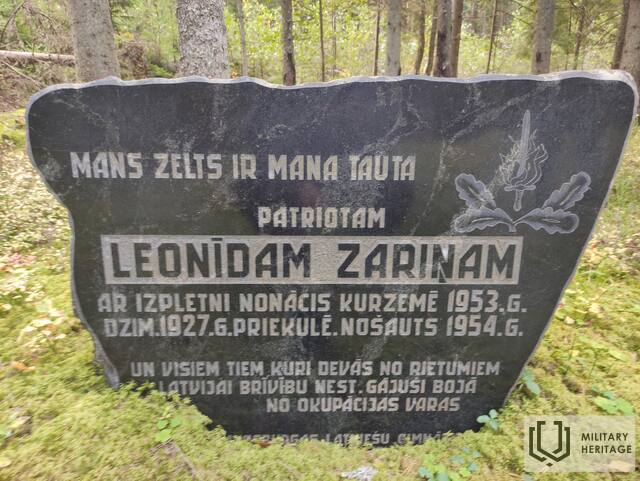 MANS ZELTS IR MANA TAUTA
PATRIOTAM
LEONĪDAM ZARIŅAM
AR IZPLETNI NONĀCIS KURZEMĒ 1953.G.
DZIM.1927.G.PRIEKULĒ.NOŠAUTS 1954.G.
UN VISIEM TIEM KURI DEVĀS NO RIETUMIEM
LATVIJAI BRĪVĪBU NEST. GĀJUŠI BOJĀ
NO OKUPĀCIJAS VARAS
LATVIEŠU
MILITARY
HERITAGE